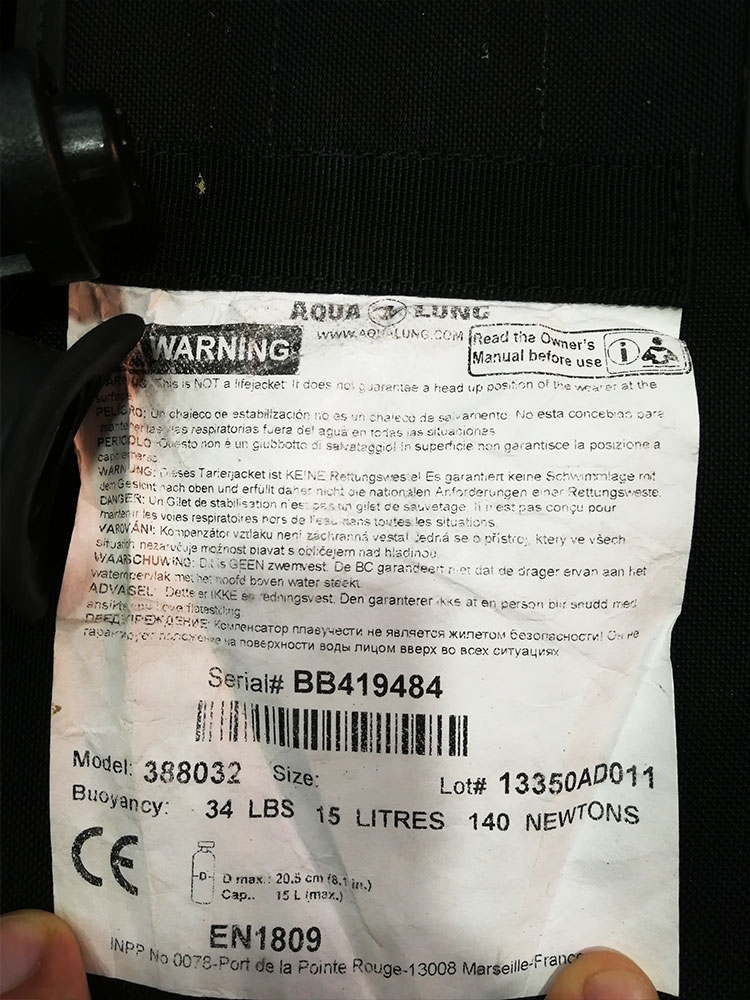 AQUA LUNG
WWW.AQUALUNG.COM
WARNING
Read the Owner's
Manual before use
This is NOT a lifejacket. It does not guarantee a head up position of the wearer at the
surface
PELIGRO: Un chaleco de estabilización no es un chaleco de salvamento. No esta concebido para
mantener las vies respiratorias fuera del agua en todas las situaciones
PERICOLO: Questo non è un giubbotto di salvataggio! In superficie non garantisce la posizione a
WARNUNG: Dieses Tarierjacket ist KEINE Rettungsweste! Es garantiert keine Schwimmlage mit
dem Gesicht nach oben und erfüllt daher nicht die nationalen Anforderungen einer Rettungsweste.
DANGER: Un Gilet de stabilisation n'est pas un gilet de sauvetage. Il n'est pas conçu pour
maintenir les voies respiratoires hors de l'eau dans toutes les situations.
VAROVÁNÍ: Kompenzátor vztlaku není záchranná vesta! Jedná se o přístroj, který ve všech
situacích nezaručuje možnost plavat s obličejem nad hladinou.
WAARSCHUWING: Dit is GEEN zwemvest. De BC garandeert niet dat de drager ervan aan het
wateroppervlak met het hoofd boven water steekt.
ADVASEL: Dette er IKKE en redningsvest. Den garanterer ikke at en person blir snudd med
ansiktet
ПРЕДУПРЕЖДЕНИЕ: Компенсатор плавучести не является жилетом безопасности! Он не
гарантирует положение на поверхности воды лицом вверх во всех ситуациях
Serial# BB419484
Model: 388032 Size: Lot# 13350AD011
Buoyancy: 34 LBS 15 LITRES 140 NEWTONS
CE
D
D max.: 20.5 cm (8.1 in.)
Cap.. 15 L (max.)
EN1809
INPP No 0078-Port de la Pointe Rouge-13008 Marseille-France